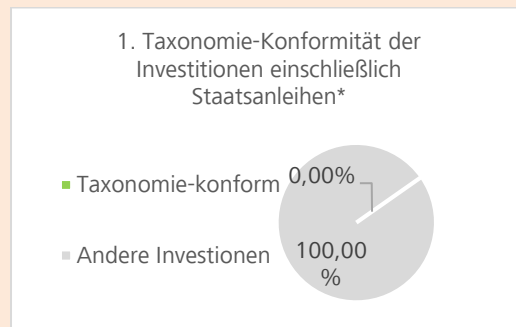 1. Taxonomie-Konformität der
Investitionen einschließlich
Staatsanleihen*
Taxonomie-konform
0,00%
Andere Investionen
100,00
%